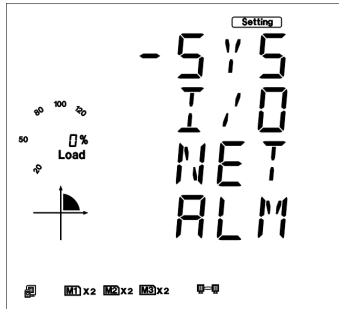 Setting
- SYS
I/O
NET
ALM
100
80 120
50
20
0%
Load
M1 X2 M2 X2 M3 X2